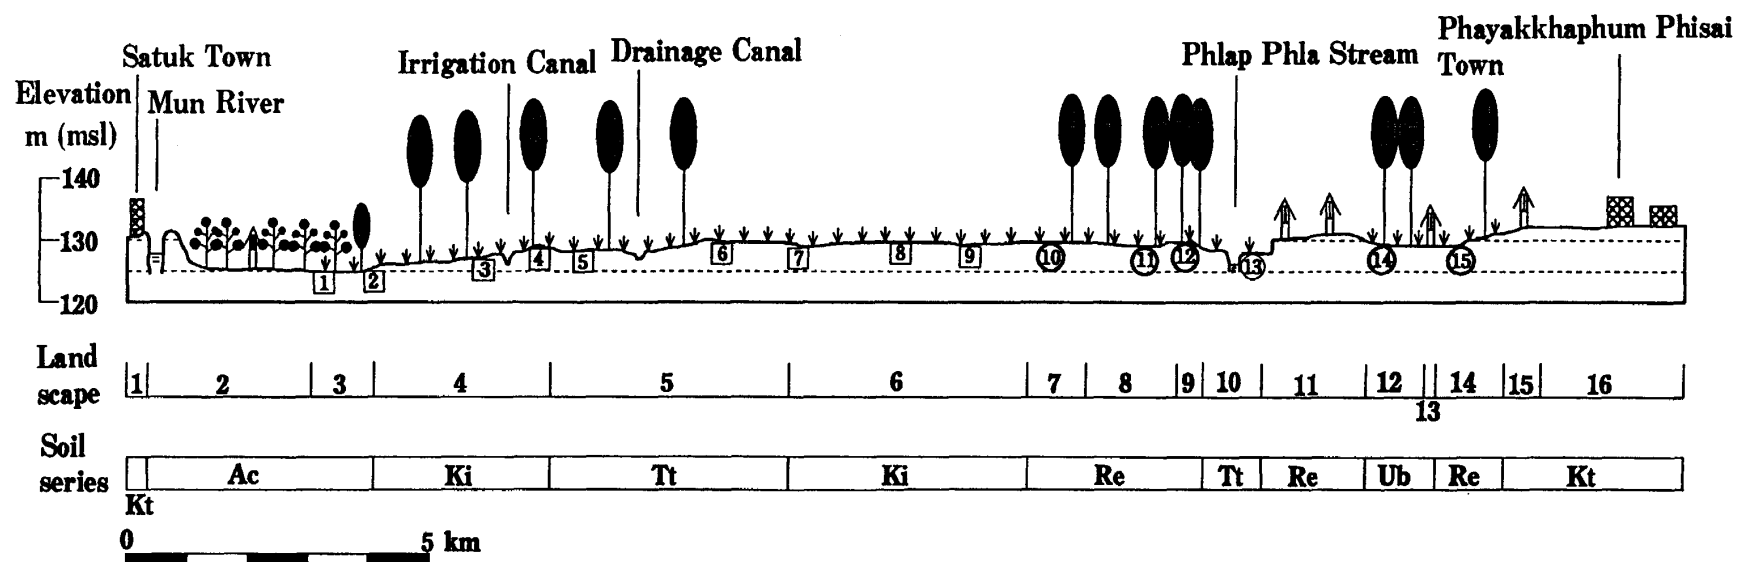 Satuk Town
Mun River
Irrigation Canal
Drainage Canal
Phlap Phla Stream
Phayakkhaphum Phisai
Town
Elevation
m (msl)
140
130
120
1
2
3
4
5
6
7
8
9
10
11
12
13
14
15
Land
scape
1 2 3 4 5 6 7 8 9 10 11 12 14 15 16
13
Soil
series
Ac Ki Tt Ki Re Tt Re Ub Re Kt
Kt
0 5 km